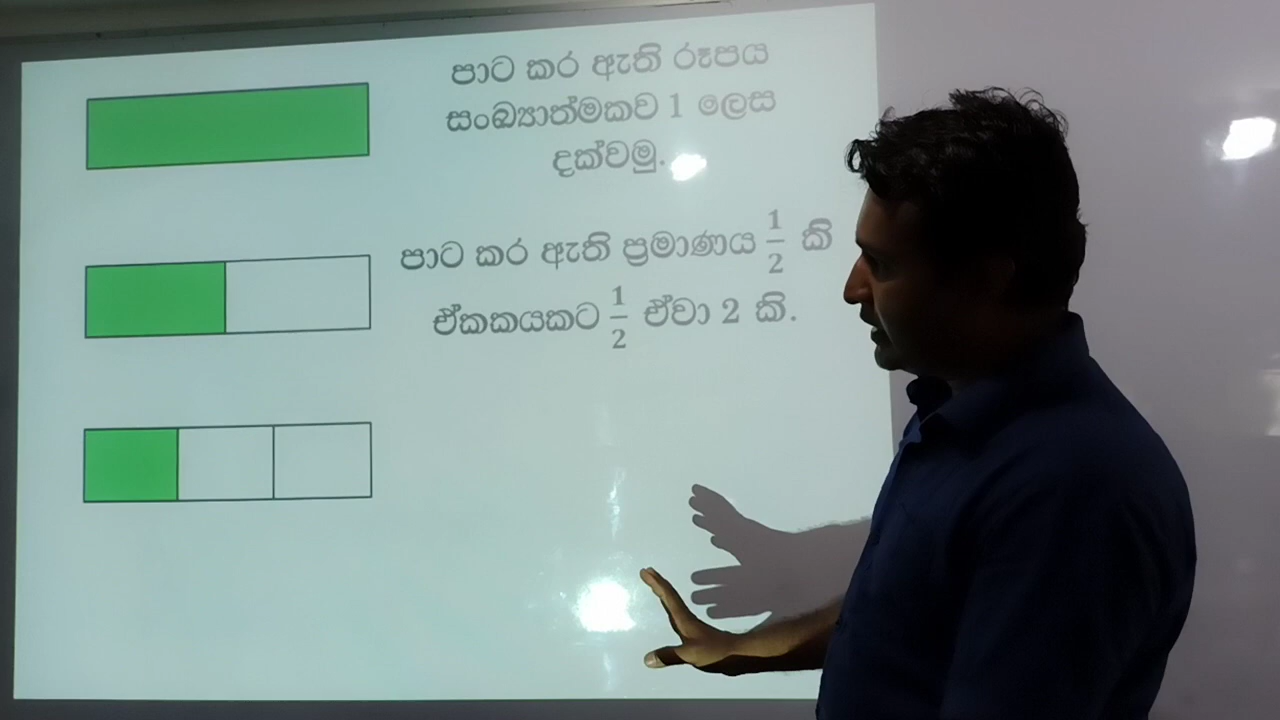 පාට කර ඇති රූපය
සංඛ්‍යාත්මකව 1 ලෙස
දක්වමු.
පාට කර ඇති ප්‍රමාණය 1/2 කි
ඒකකයකට 1/2 ඒවා 2 කි.